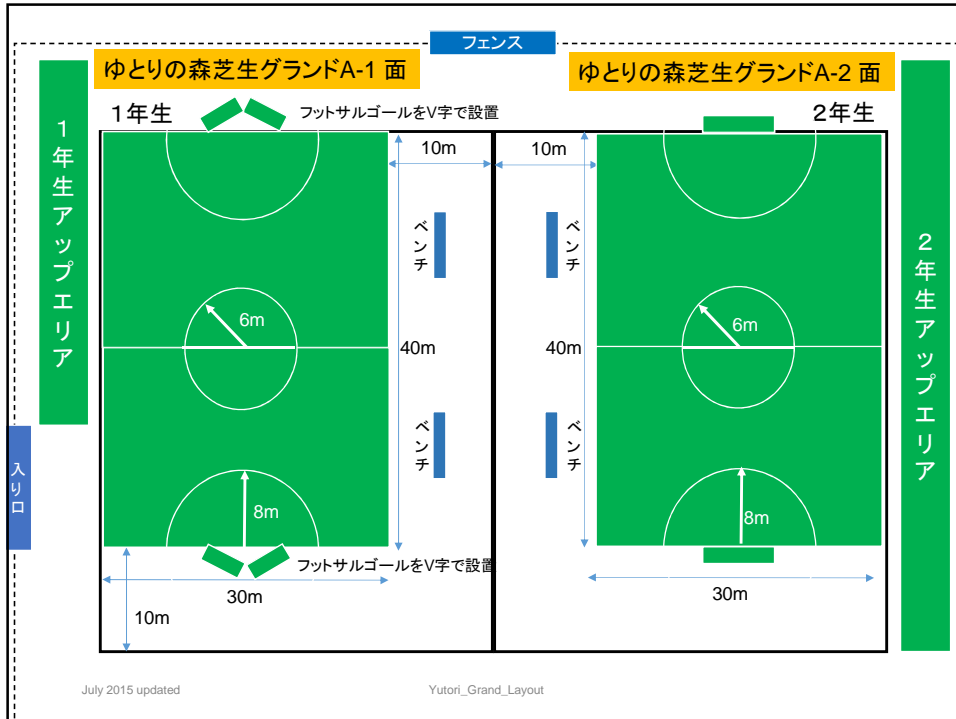 フェンス
ゆとりの森芝生グランドA-1 面
ゆとりの森芝生グランドA-2 面
1年生
フットサルゴールをV字で設置
2年生
10m
10m
1年生アップエリア
ベンチ
ベンチ
2年生アップエリア
6m
6m
40m
40m
ベンチ
ベンチ
入り口
8m
8m
フットサルゴールをV字で設置
30m
30m
10m
July 2015 updated
Yutori_Grand_Layout